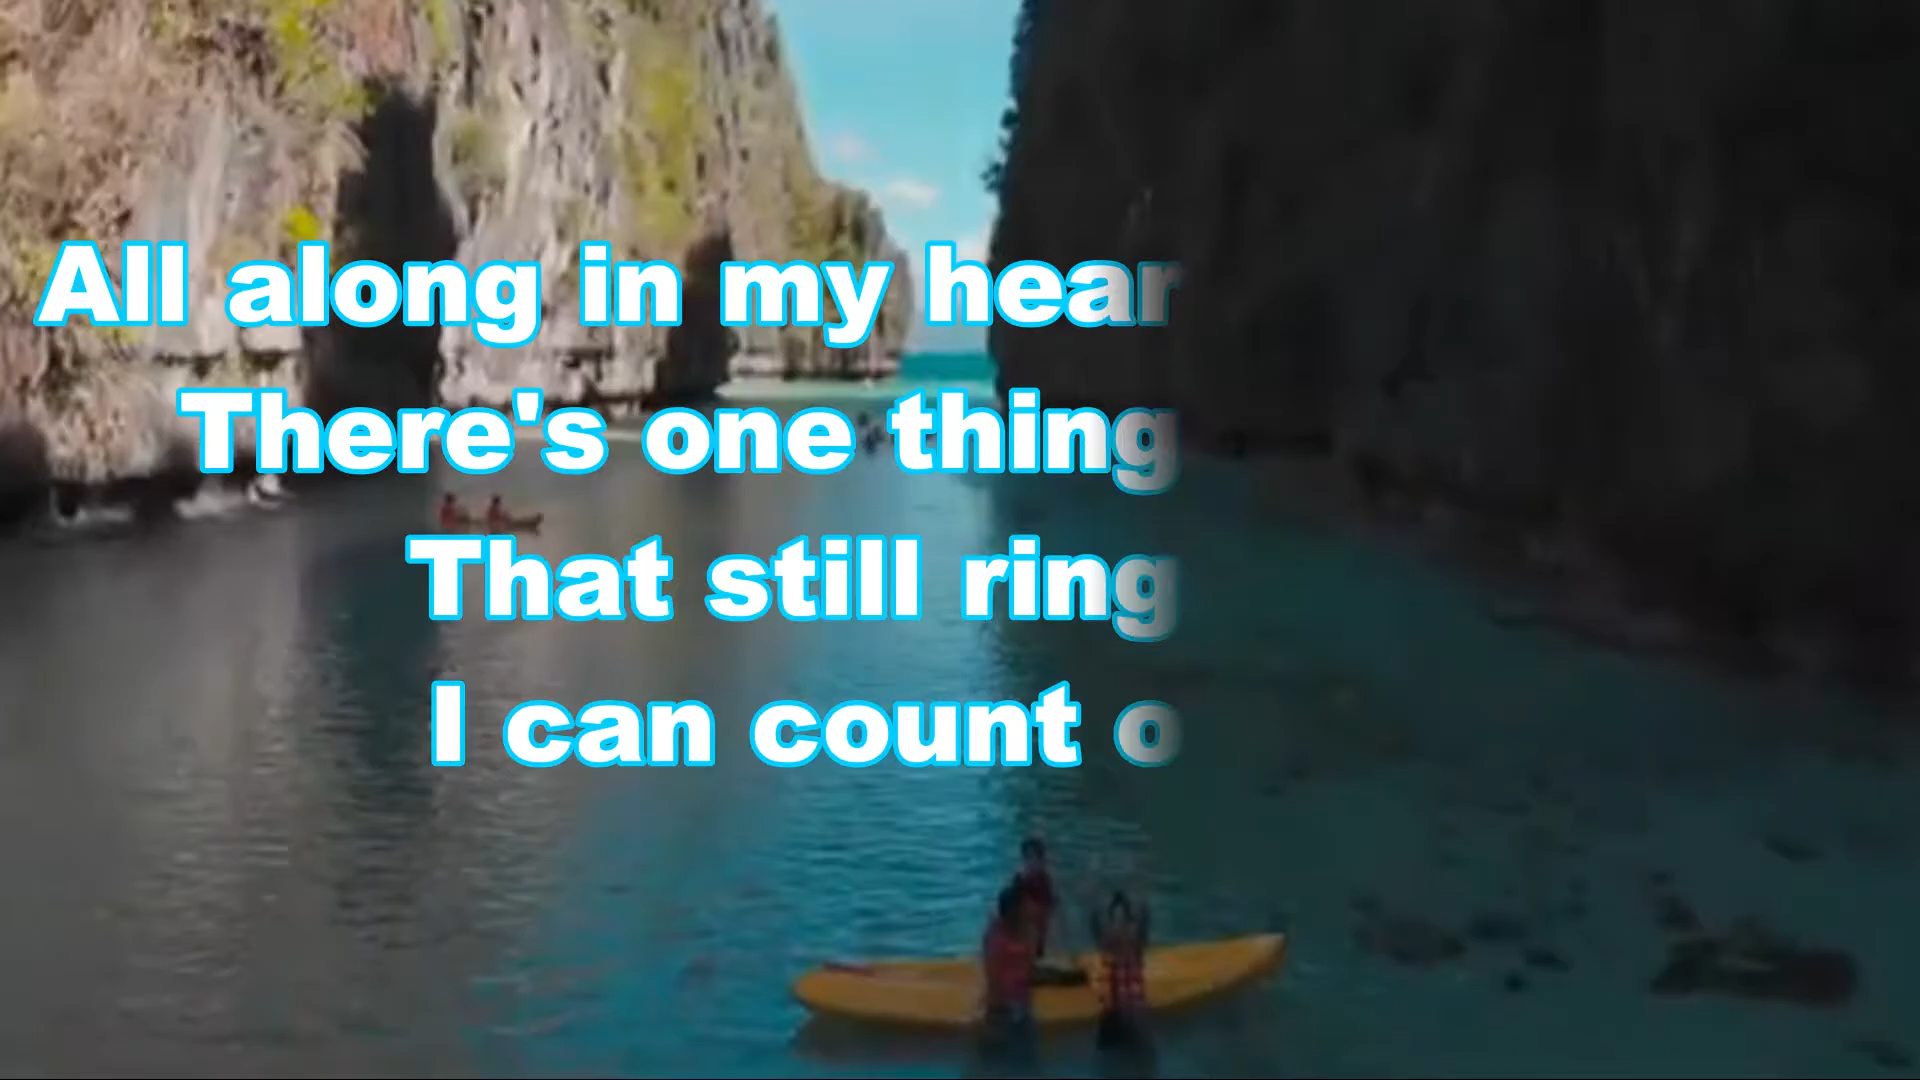 All along in my hear
There's one thing
That still ring
I can count o